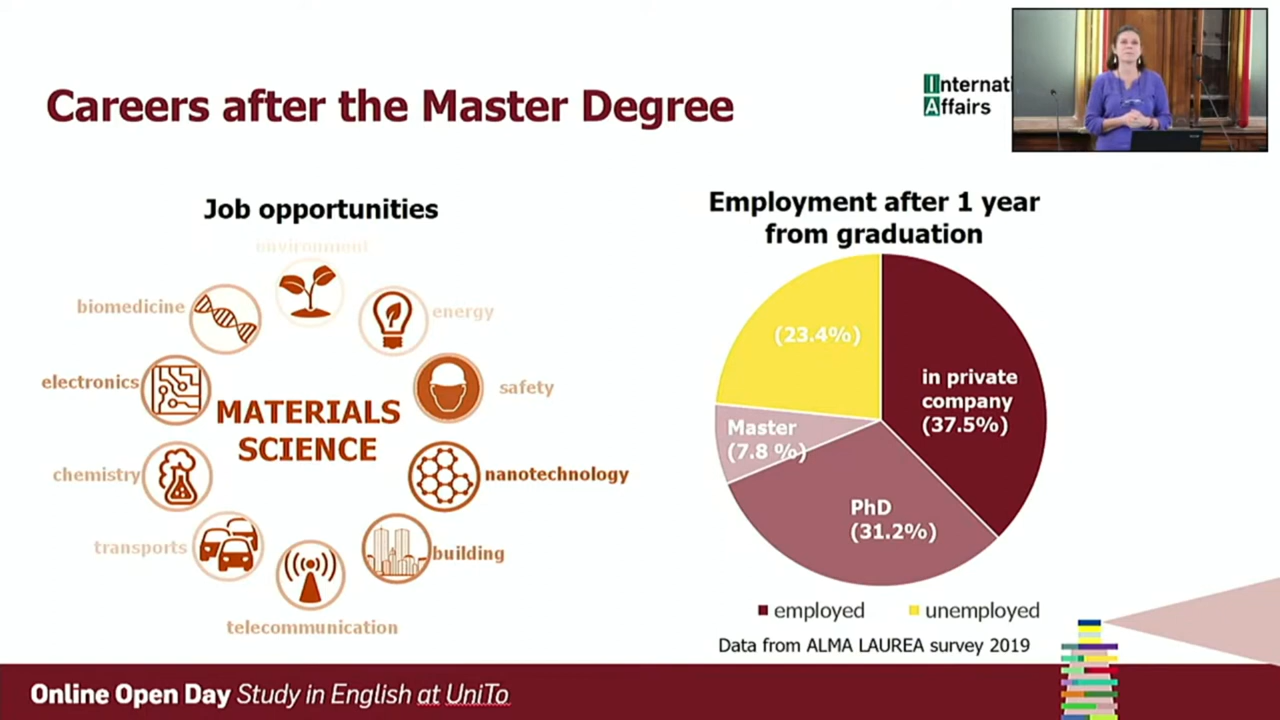 Careers after the Master Degree
Internati
Affairs
Job opportunities
environment
biomedicine
energy
electronics
safety
MATERIALS
SCIENCE
chemistry
nanotechnology
transports
building
telecommunication
Employment after 1 year
from graduation
(23.4%)
in private
company
(37.5%)
Master
(7.8 %)
PhD
(31.2%)
employed
unemployed
Data from ALMA LAUREA survey 2019
Online Open Day Study in English at UniTo